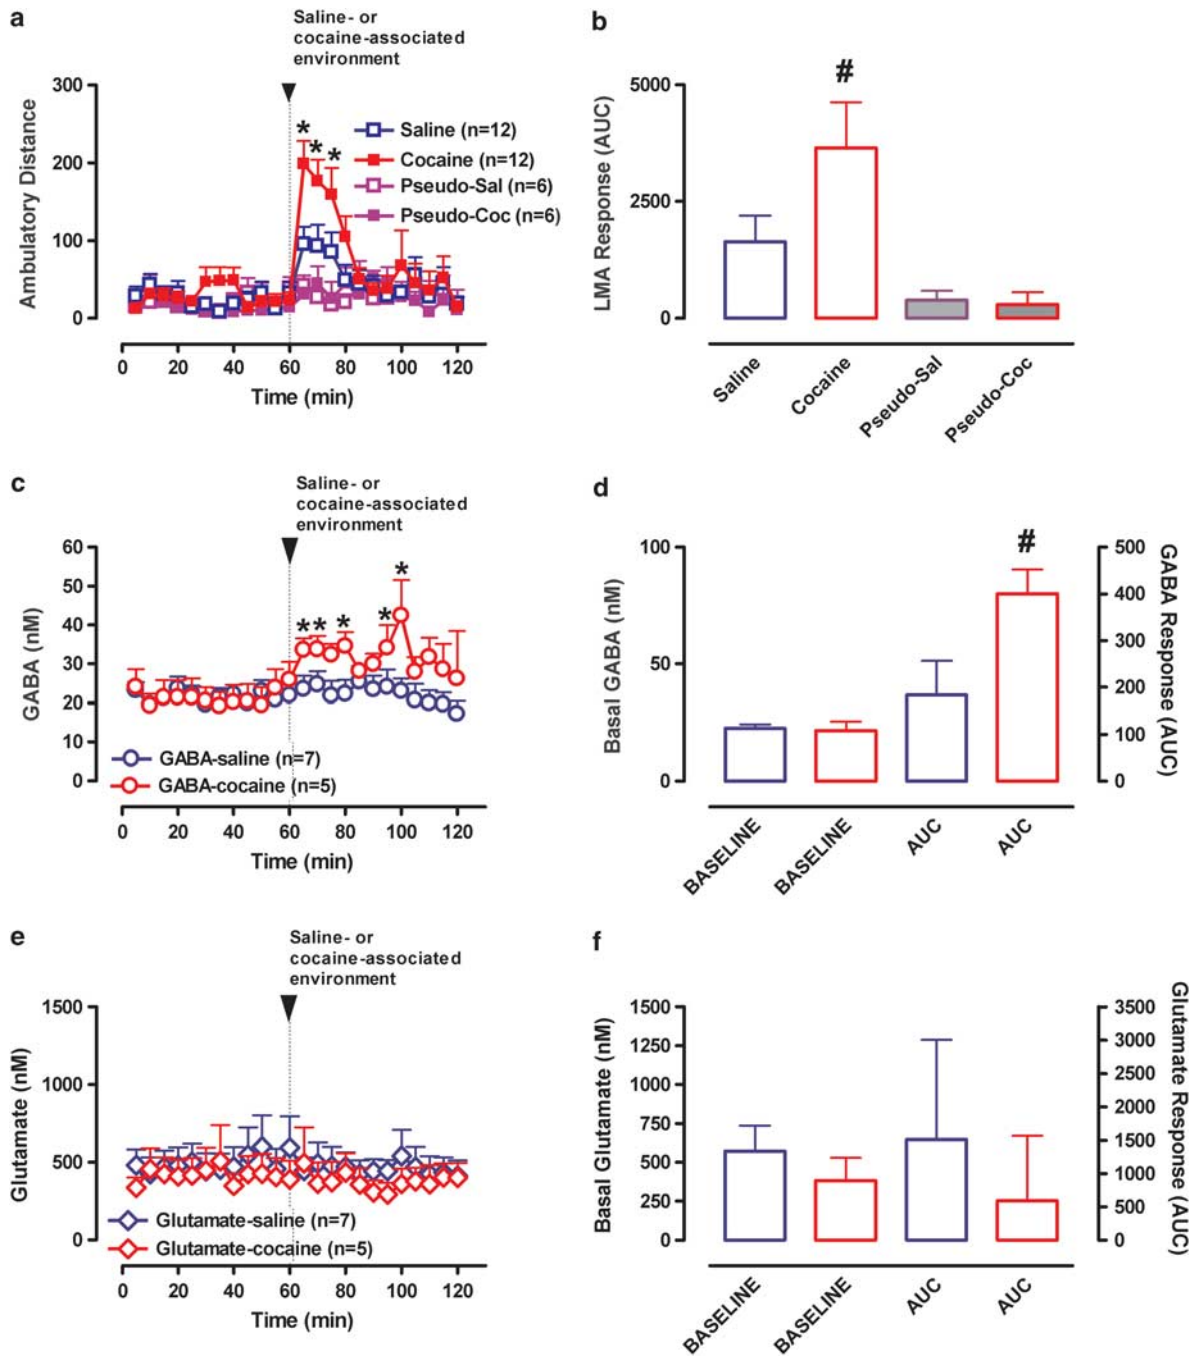 a
Saline- or
cocaine-associated
environment
Ambulatory Distance
300
200
100
0
* * *
Saline (n=12)
Cocaine (n=12)
Pseudo-Sal (n=6)
Pseudo-Coc (n=6)
0 20 40 60 80 100 120
Time (min)
b
LMA Response (AUC)
5000
2500
0
#
Saline
Cocaine
Pseudo-Sal
Pseudo-Coc
c
Saline- or
cocaine-associated
environment
GABA (nM)
60
50
40
30
20
10
0
* * * * *
GABA-saline (n=7)
GABA-cocaine (n=5)
0 20 40 60 80 100 120
Time (min)
d
Basal GABA (nM)
100
50
0
#
500
400
300
200
100
0
GABA Response (AUC)
BASELINE
BASELINE
AUC
AUC
e
Saline- or
cocaine-associated
environment
Glutamate (nM)
1500
1000
500
0
Glutamate-saline (n=7)
Glutamate-cocaine (n=5)
0 20 40 60 80 100 120
Time (min)
f
Basal Glutamate (nM)
1500
1250
1000
750
500
250
0
3500
3000
2500
2000
1500
1000
500
0
Glutamate Response (AUC)
BASELINE
BASELINE
AUC
AUC